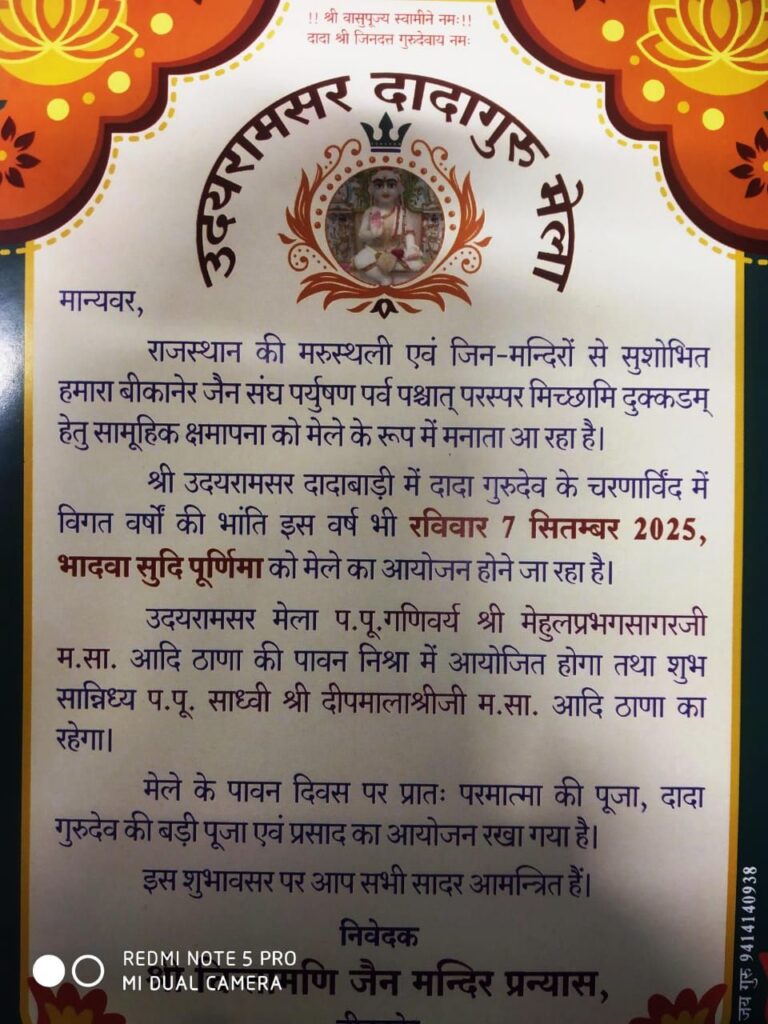 !! श्री वासुपूज्य स्वामीने नमः!!
दादा श्री जिनदत्त गुरुदेवाय नमः
उदयरामसर दादागुरु मेला
मान्यवर,
राजस्थान की मरुस्थली एवं जिन-मन्दिरों से सुशोभित
हमारा बीकानेर जैन संघ पर्युषण पर्व पश्चात् परस्पर मिच्छामि दुक्कडम्
हेतु सामूहिक क्षमापना को मेले के रूप में मनाता आ रहा है।
श्री उदयरामसर दादाबाड़ी में दादा गुरुदेव के चरणार्विंद में
विगत वर्षों की भांति इस वर्ष भी रविवार 7 सितम्बर 2025,
भादवा सुदि पूर्णिमा को मेले का आयोजन होने जा रहा है।
उदयरामसर मेला प.पू.गणिवर्य श्री मेहुलप्रभगसागरजी
म.सा. आदि ठाणा की पावन निश्रा में आयोजित होगा तथा शुभ
सान्निध्य प.पू. साध्वी श्री दीपमालाश्रीजी म.सा. आदि ठाणा का
रहेगा।
मेले के पावन दिवस पर प्रातः परमात्मा की पूजा, दादा
गुरुदेव की बड़ी पूजा एवं प्रसाद का आयोजन रखा गया है।
इस शुभावसर पर आप सभी सादर आमन्त्रित हैं।
निवेदक
श्री चिन्तामणि जैन मन्दिर प्रन्यास,
जय गुरु 9414140938
REDMI NOTE 5 PRO
MI DUAL CAMERA